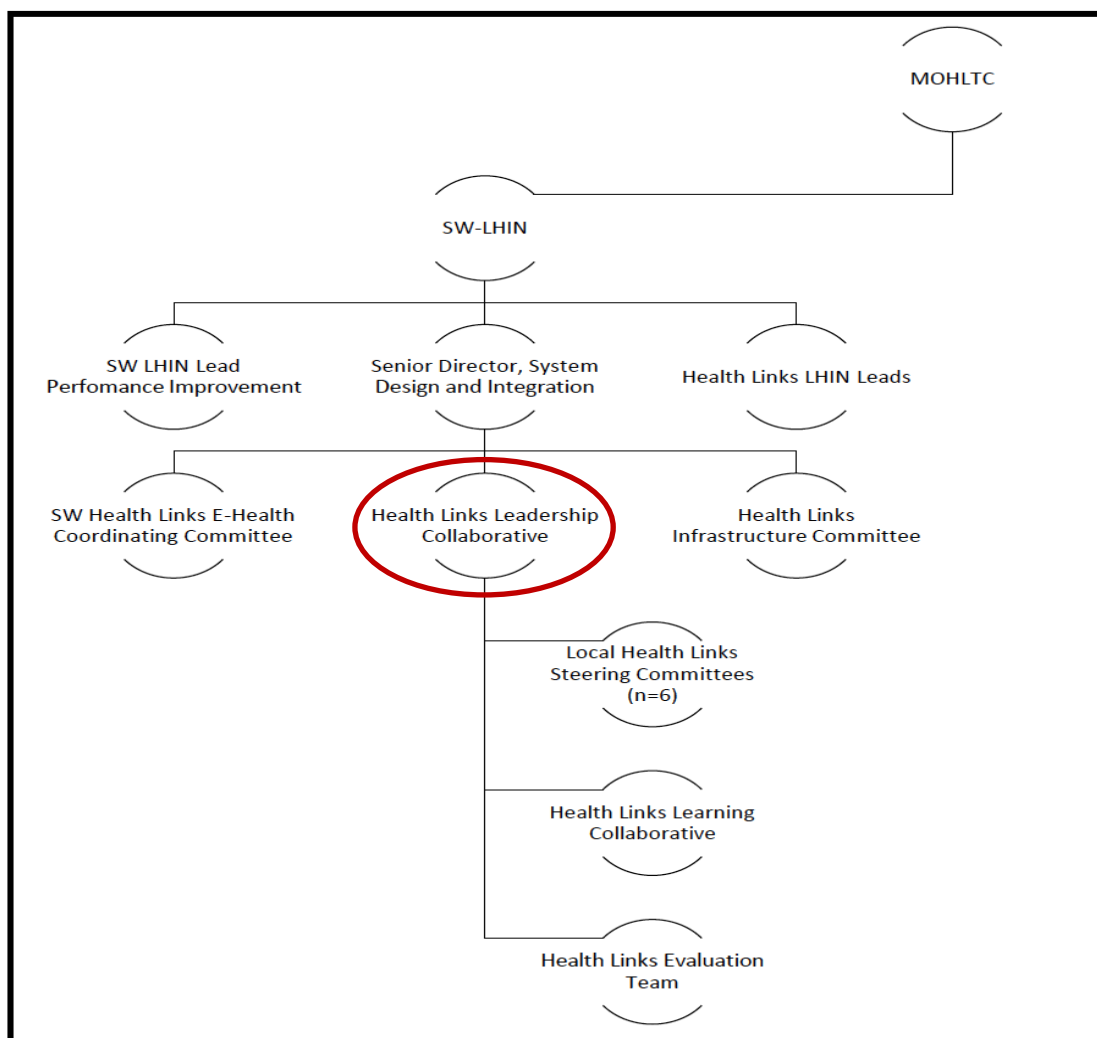 MOHLTC
SW-LHIN
SW LHIN Lead
Perfomance Improvement
Senior Director, System
Design and Integration
Health Links LHIN Leads
SW Health Links E-Health
Coordinating Committee
Health Links Leadership
Collaborative
Health Links
Infrastructure Committee
Local Health Links
Steering Committees
(n=6)
Health Links Learning
Collaborative
Health Links Evaluation
Team